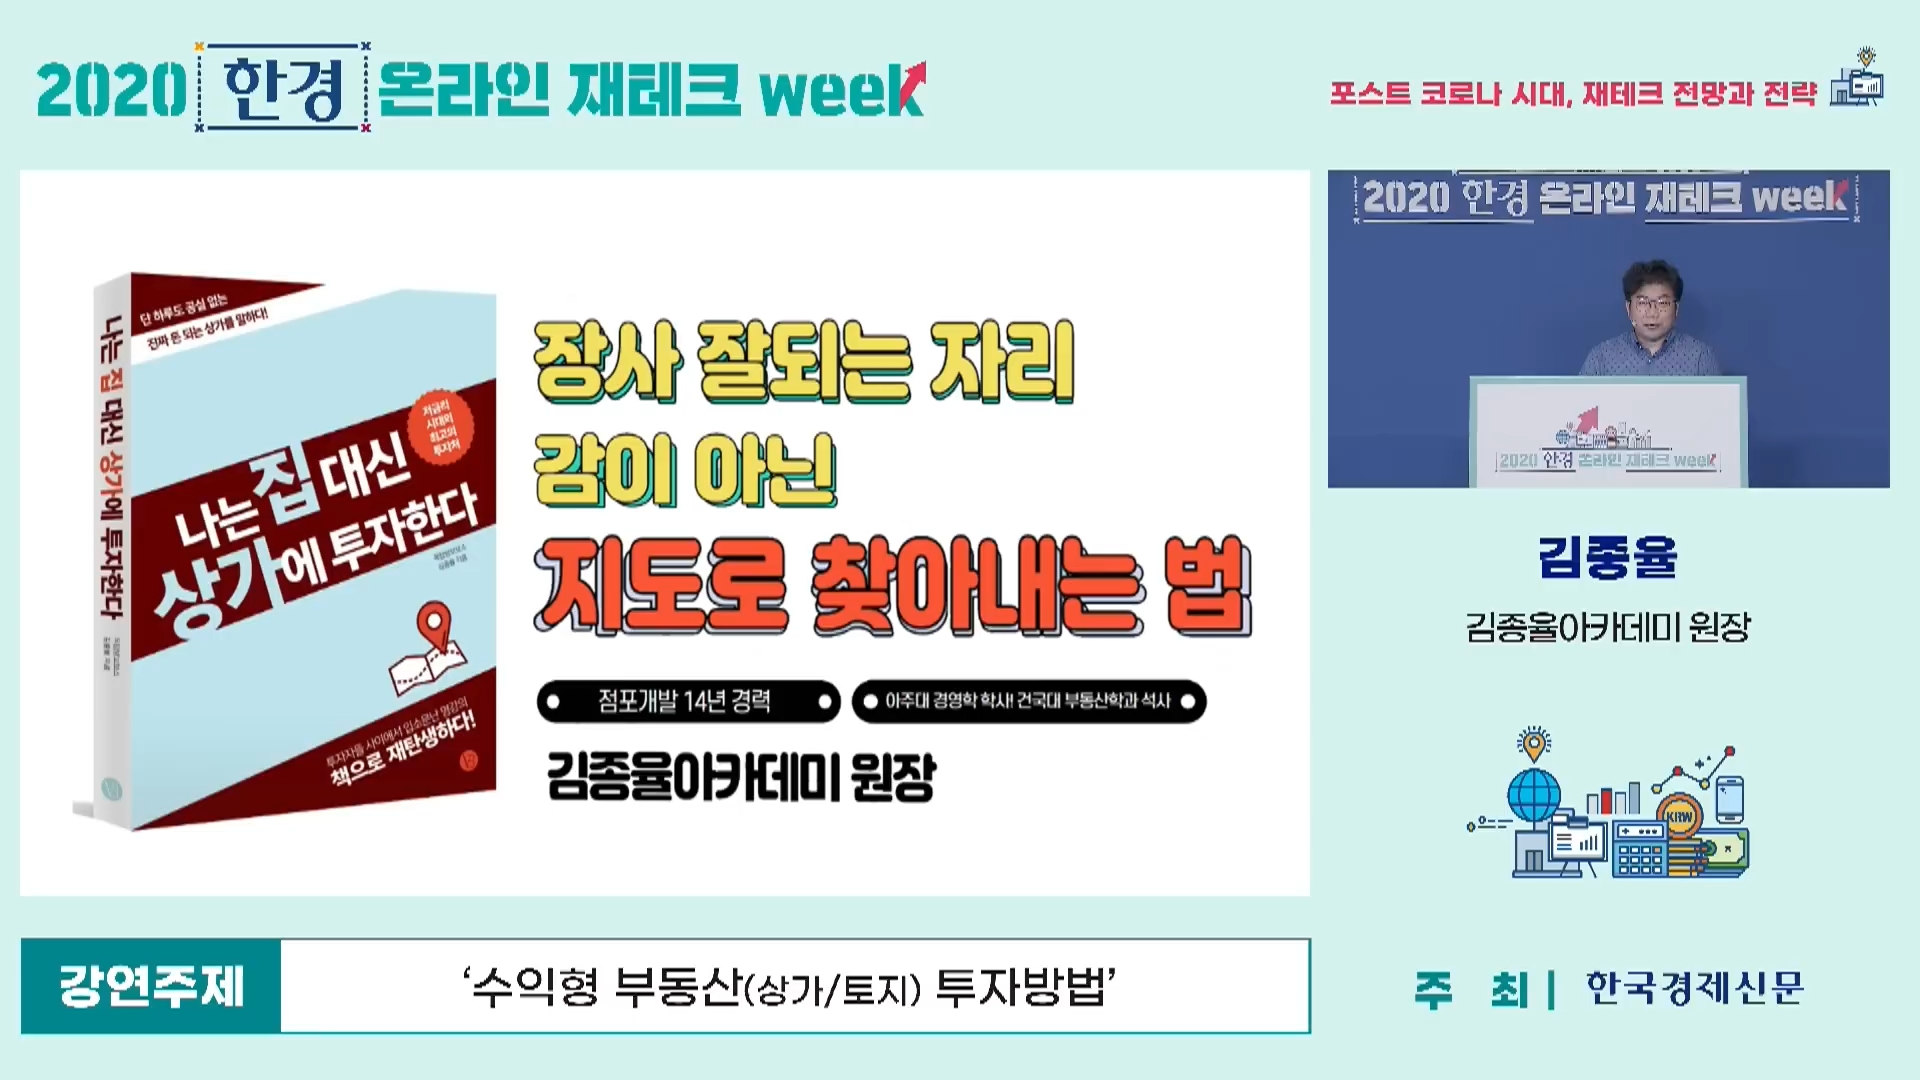 2020 한경 온라인 재테크 week
포스트 코로나 시대, 재테크 전망과 전략
단 하루도 공실 없는
진짜 돈 되는 상가를 말하다!
나는 집 대신 상가에 투자한다
저금리
시대의
최고의
투자처
나는 집 대신
상가에 투자한다
김종율 지음
투자자들 사이에서 입소문난 명강의
책으로 재탄생하다!
장사 잘되는 자리
감이 아닌
지도로 찾아내는 법
점포개발 14년 경력
아주대 경영학 학사! 건국대 부동산학과 석사
김종율아카데미 원장
2020 한경 온라인 재테크 week
2020 한경 온라인 재테크 week
김종율
김종율아카데미 원장
KRW
강연주제
‘수익형 부동산(상가/토지) 투자방법’
주 최 | 한국경제신문